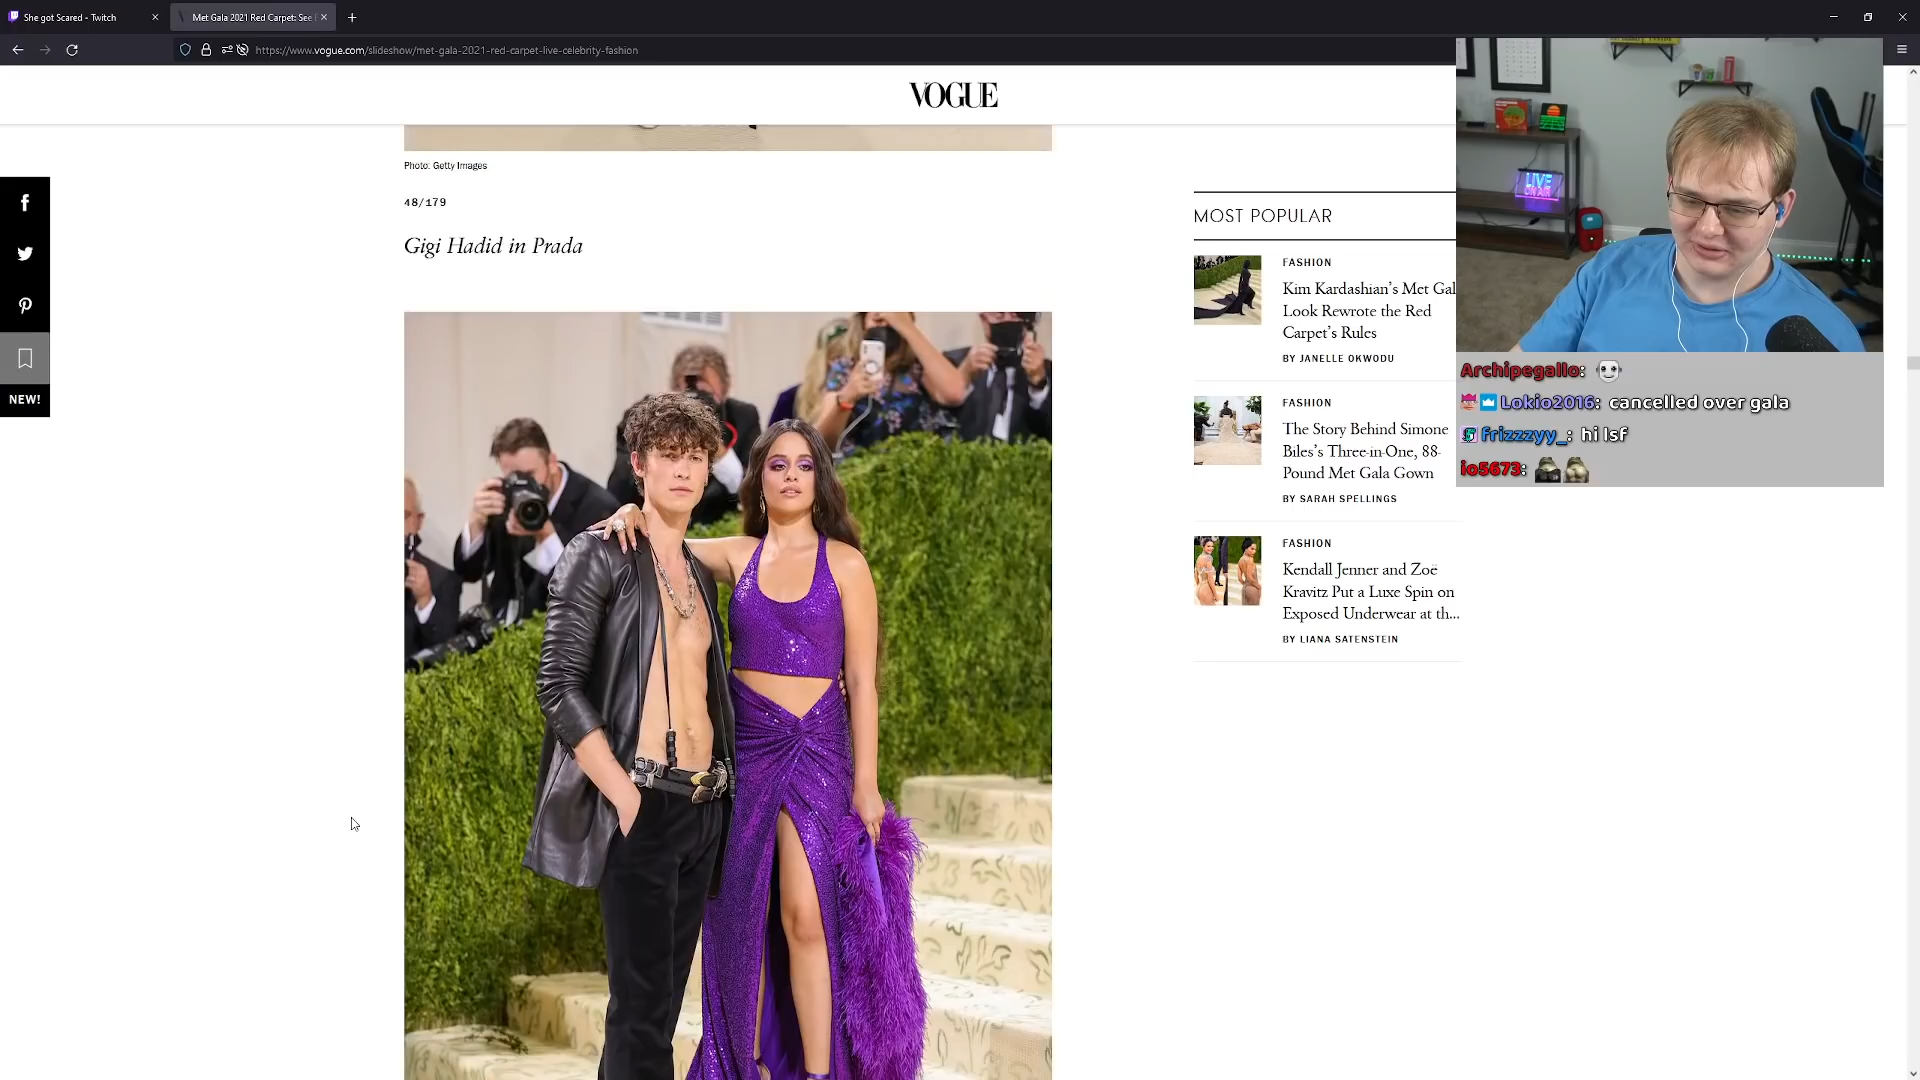 She got Scared - Twitch
Met Gala 2021 Red Carpet: See
https://www.vogue.com/slideshow/met-gala-2021-red-carpet-live-celebrity-fashion
VOGUE
Photo: Getty Images
48/179
Gigi Hadid in Prada
NEW!
MOST POPULAR
FASHION
Kim Kardashian's Met Gal
Look Rewrote the Red
Carpet's Rules
BY JANELLE OKWODU
FASHION
The Story Behind Simone
Biles's Three-in-One, 88-
Pound Met Gala Gown
BY SARAH SPELLINGS
FASHION
Kendall Jenner and Zoë
Kravitz Put a Luxe Spin on
Exposed Underwear at th...
BY LIANA SATENSTEIN
LIVE
ON AIR
Archipegallo:
Lokio2016: cancelled over gala
frizzzyy_: hi lsf
io5673: